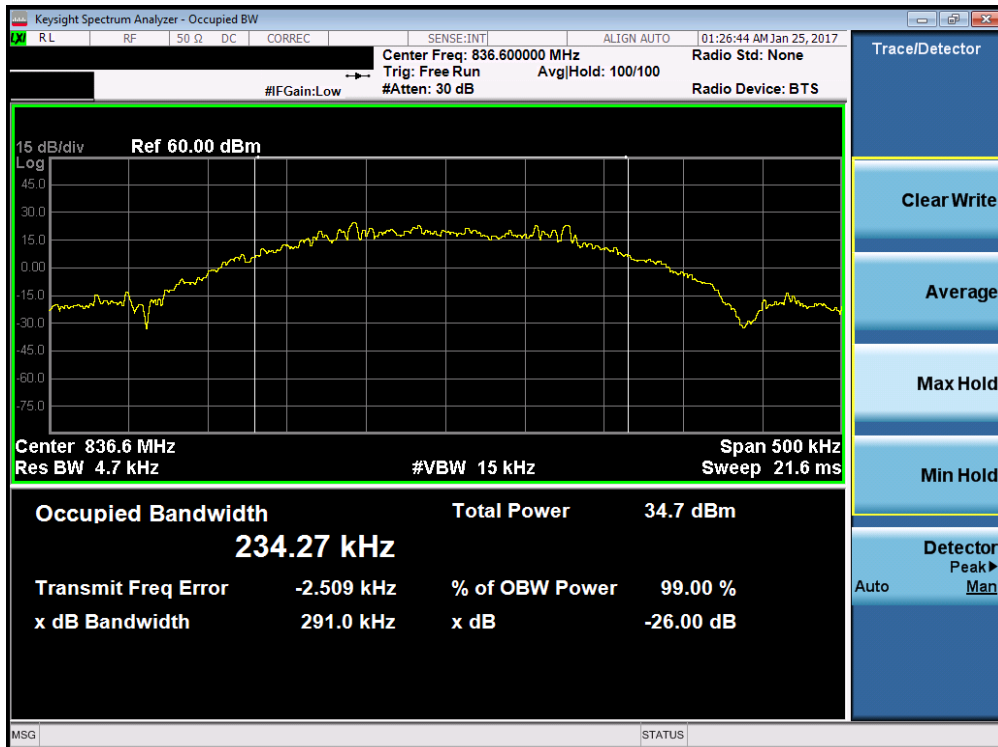 Keysight Spectrum Analyzer - Occupied BW
LXI RL RF 50 Ω DC CORREC SENSE:INT ALIGN AUTO 01:26:44 AM Jan 25, 2017
Center Freq: 836.600000 MHz Radio Std: None
Trig: Free Run Avg|Hold: 100/100
#IFGain:Low #Atten: 30 dB Radio Device: BTS
15 dB/div Ref 60.00 dBm
Log
45.0
30.0
15.0
0.00
-15.0
-30.0
-45.0
-60.0
-75.0
Center 836.6 MHz Span 500 kHz
Res BW 4.7 kHz #VBW 15 kHz Sweep 21.6 ms
Occupied Bandwidth Total Power 34.7 dBm
234.27 kHz
Transmit Freq Error -2.509 kHz % of OBW Power 99.00 %
x dB Bandwidth 291.0 kHz x dB -26.00 dB
Trace/Detector
Clear Write
Average
Max Hold
Min Hold
Detector
Peak▶
Auto Man
MSG STATUS